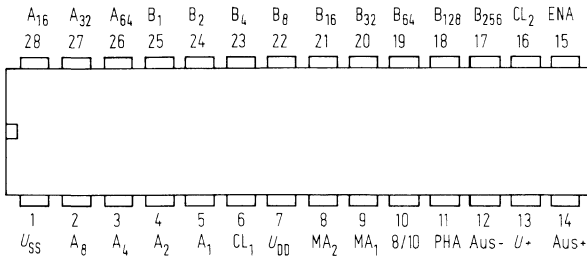 A₁₆ A₃₂ A₆₄ B₁ B₂ B₄ B₈ B₁₆ B₃₂ B₆₄ B₁₂₈ B₂₅₆ CL₂ ENA
28 27 26 25 24 23 22 21 20 19 18 17 16 15
1 2 3 4 5 6 7 8 9 10 11 12 13 14
U_SS A₈ A₄ A₂ A₁ CL₁ U_DD MA₂ MA₁ 8/10 PHA Aus- U+ Aus+